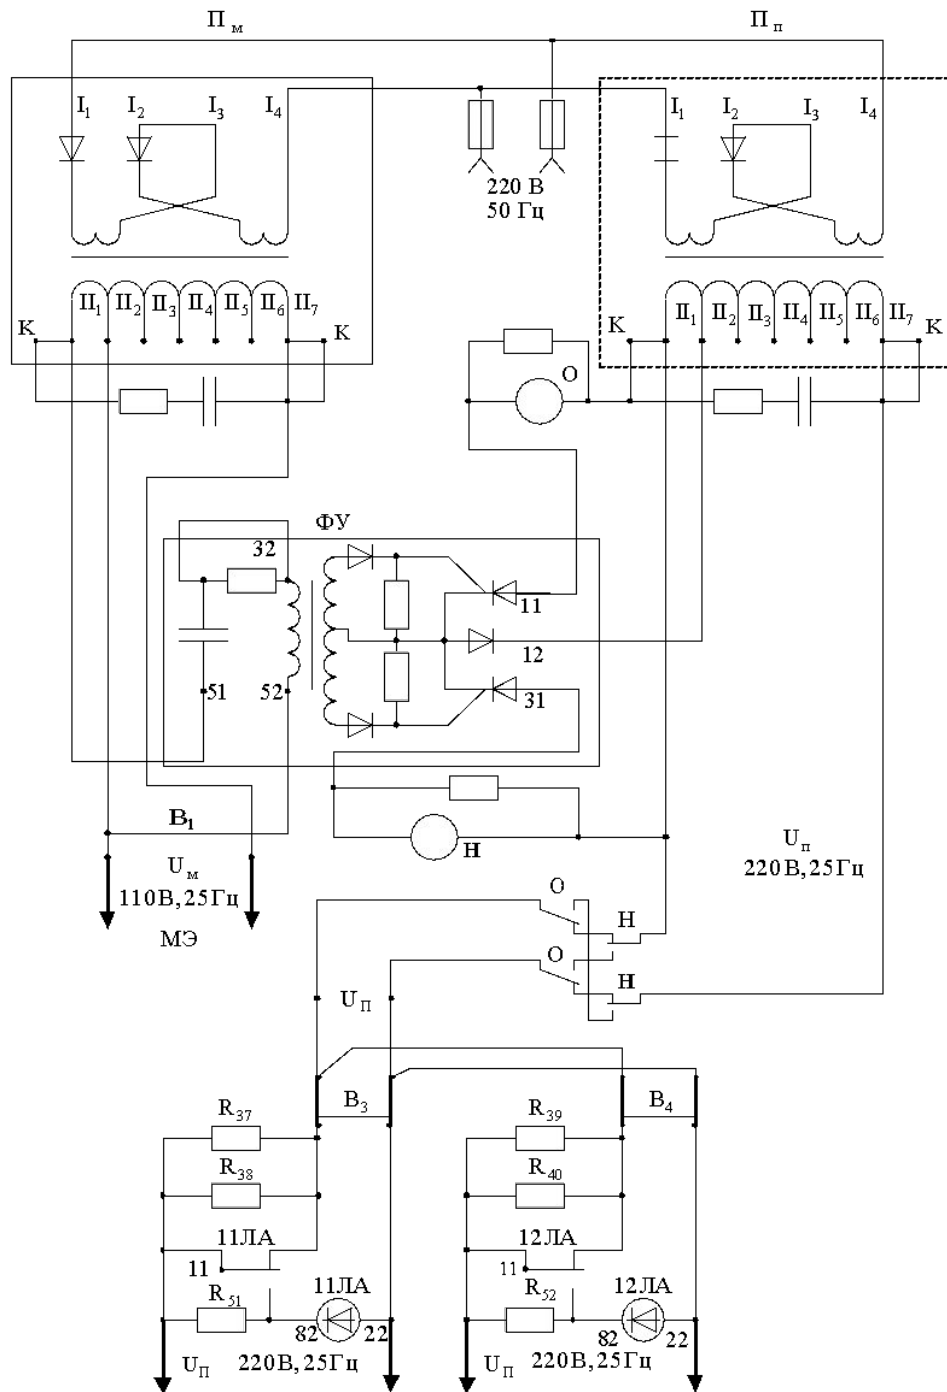 П м
П п
I1 I2 I3 I4
I1 I2 I3 I4
220 В
50 Гц
II1 II2 II3 II4 II5 II6 II7
II1 II2 II3 II4 II5 II6 II7
К
К
К
К
О
ФУ
32
11
12
51
52
31
В1
Н
Uм
110В,25Гц
МЭ
Uп
220В,25Гц
О
Н
О
Н
UП
В3
В4
R37
R39
R38
R40
11ЛА
12ЛА
11
11
R51
11ЛА
R52
12ЛА
82
22
82
22
UП
220В,25Гц
UП
220В,25Гц